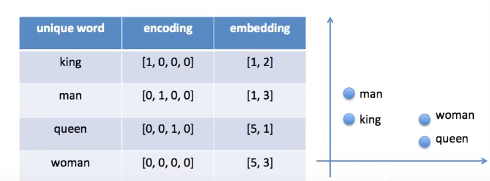 unique word encoding embedding
king [1, 0, 0, 0] [1, 2]
man [0, 1, 0, 0] [1, 3]
queen [0, 0, 1, 0] [5, 1]
woman [0, 0, 0, 0] [5, 3]
man
king
woman
queen